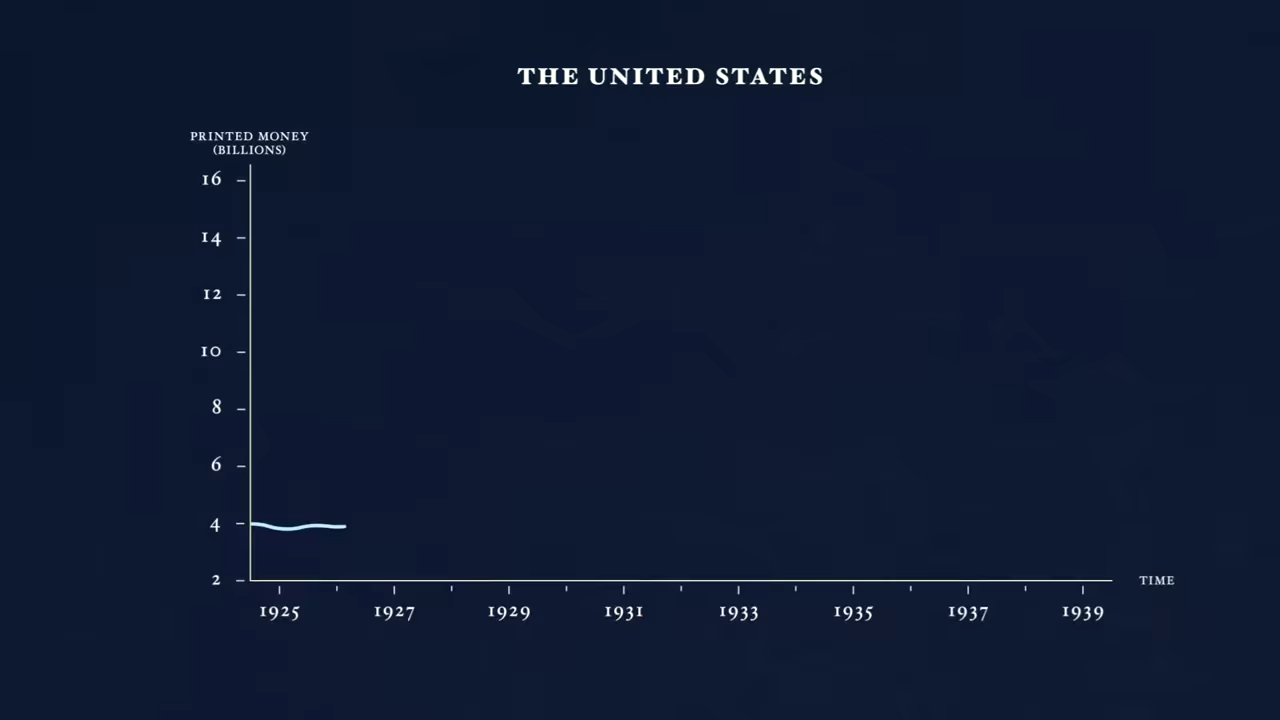 THE UNITED STATES
PRINTED MONEY
(BILLIONS)
16
14
12
10
8
6
4
2
TIME
1925 1927 1929 1931 1933 1935 1937 1939